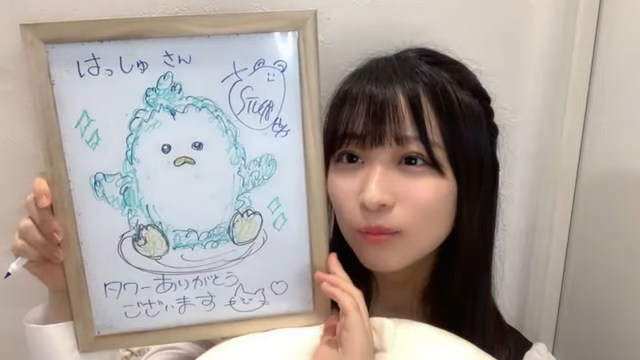 はっしゅ さん
タワーありがとう
ございます